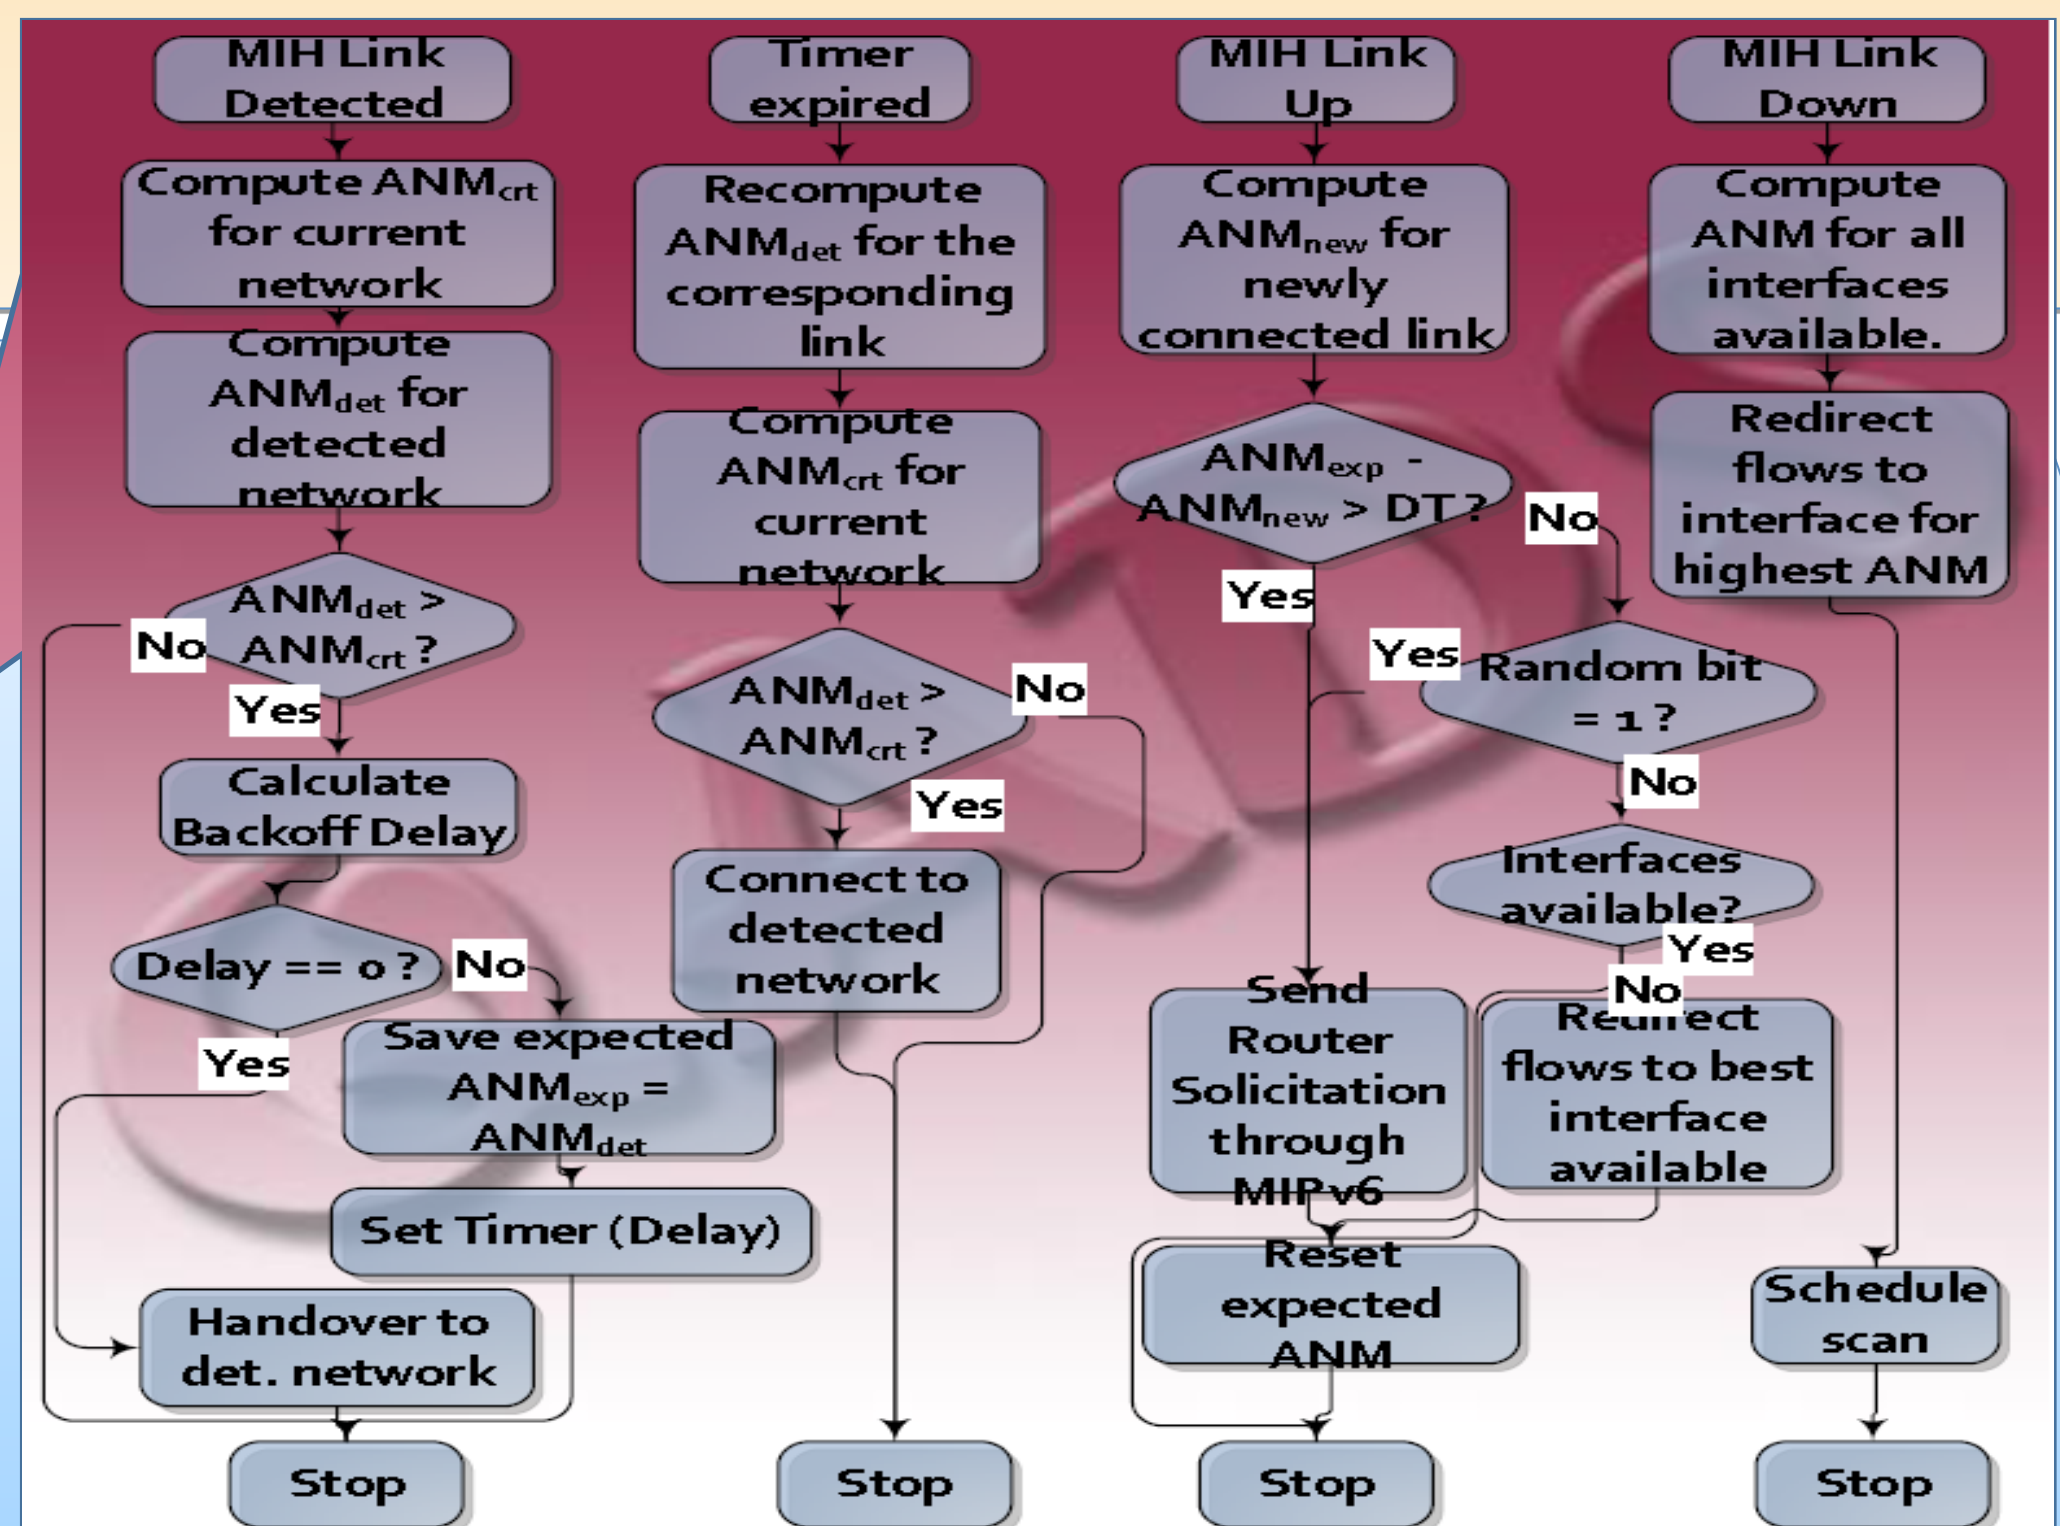 MIH Link
Detected
Compute ANMcrt
for current
network
Compute
ANMdet for
detected
network
ANMdet >
ANMcrt ?
No
Yes
Calculate
Backoff Delay
Delay == 0 ?
No
Yes
Save expected
ANMexp =
ANMdet
Set Timer (Delay)
Handover to
det. network
Stop
Timer
expired
Recompute
ANMdet for the
corresponding
link
Compute
ANMcrt for
current
network
ANMdet >
ANMcrt ?
No
Yes
Connect to
detected
network
Stop
MIH Link
Up
Compute
ANMnew for
newly
connected link
ANMexp -
ANMnew > DT ?
No
Yes
Yes
Random bit
= 1 ?
No
Interfaces
available?
Yes
No
Send
Router
Solicitation
through
MIPv6
Redirect
flows to best
interface
available
Reset
expected
ANM
Stop
MIH Link
Down
Compute
ANM for all
interfaces
available.
Redirect
flows to
interface for
highest ANM
Schedule
scan
Stop